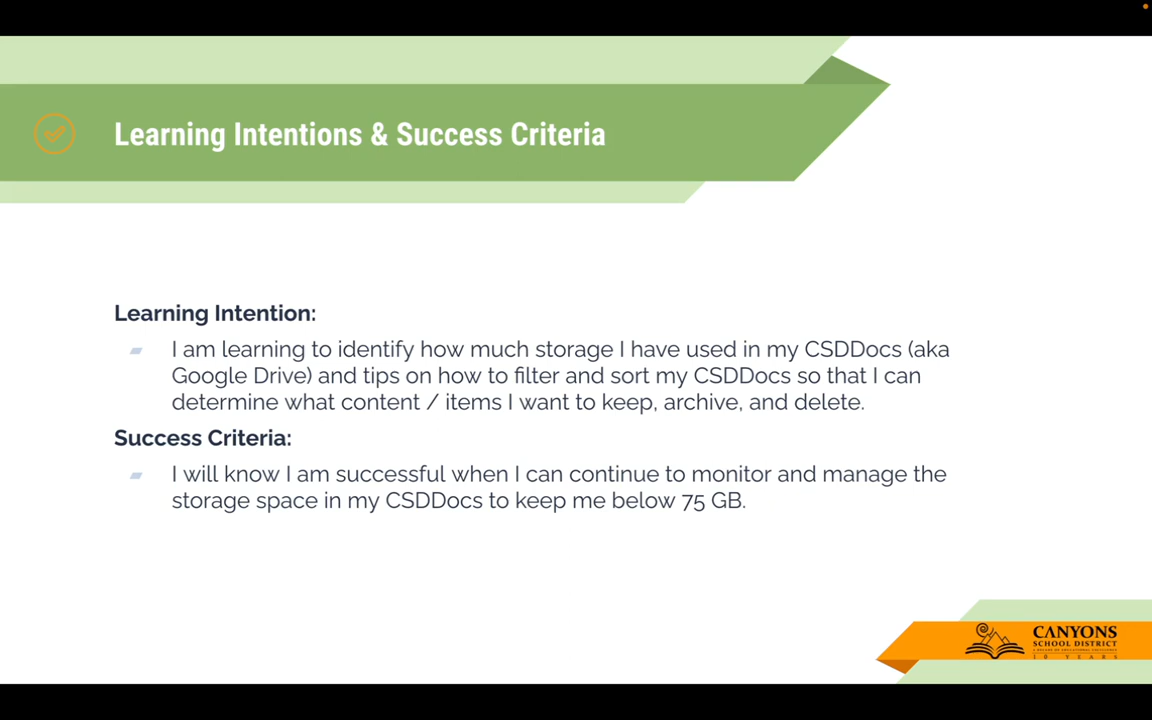 Learning Intentions & Success Criteria
Learning Intention:
I am learning to identify how much storage I have used in my CSDDocs (aka
Google Drive) and tips on how to filter and sort my CSDDocs so that I can
determine what content / items I want to keep, archive, and delete.
Success Criteria:
I will know I am successful when I can continue to monitor and manage the
storage space in my CSDDocs to keep me below 75 GB.
CANYONS
SCHOOL DISTRICT
10 YEARS